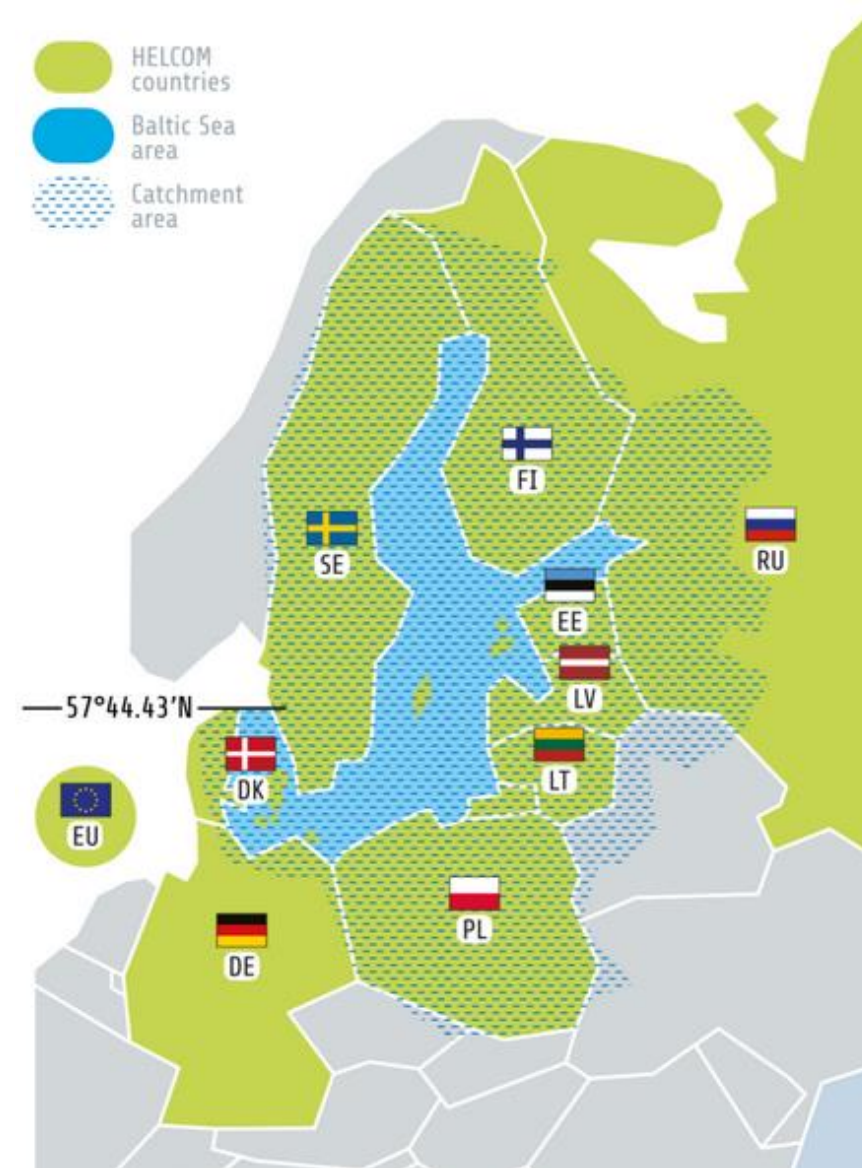 HELCOM
countries
Baltic Sea
area
Catchment
area
FI
RU
SE
EE
LV
57°44.43'N
LT
DK
EU
PL
DE